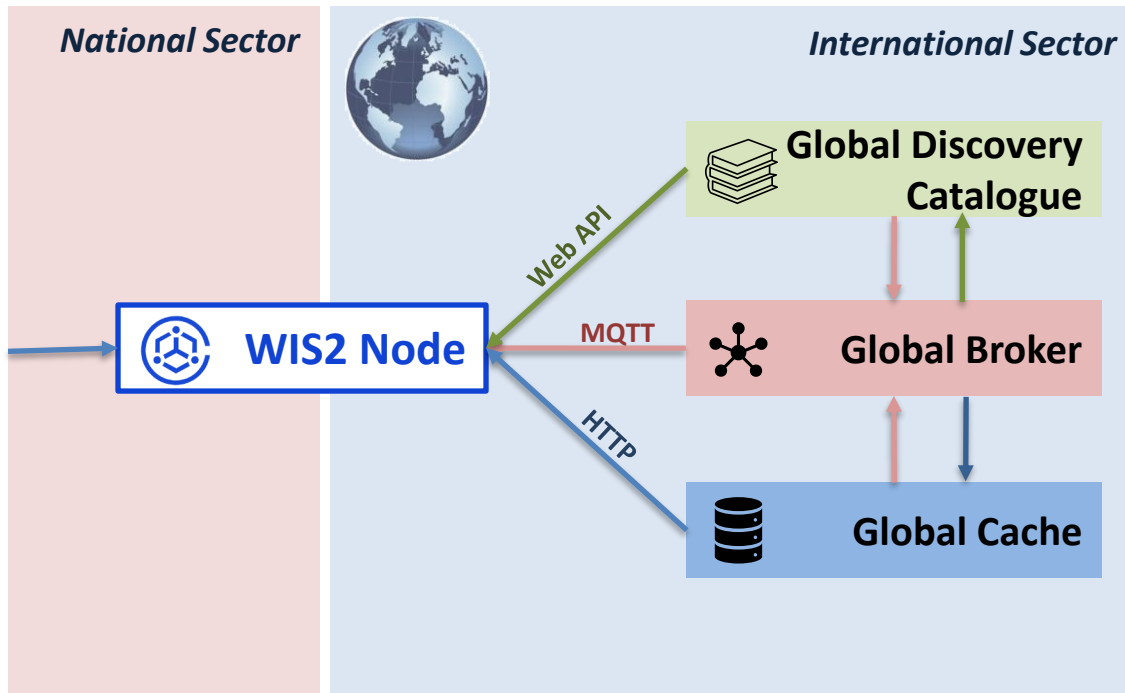 National Sector
International Sector
Global Discovery
Catalogue
Web API
WIS2 Node
MQTT
Global Broker
HTTP
Global Cache